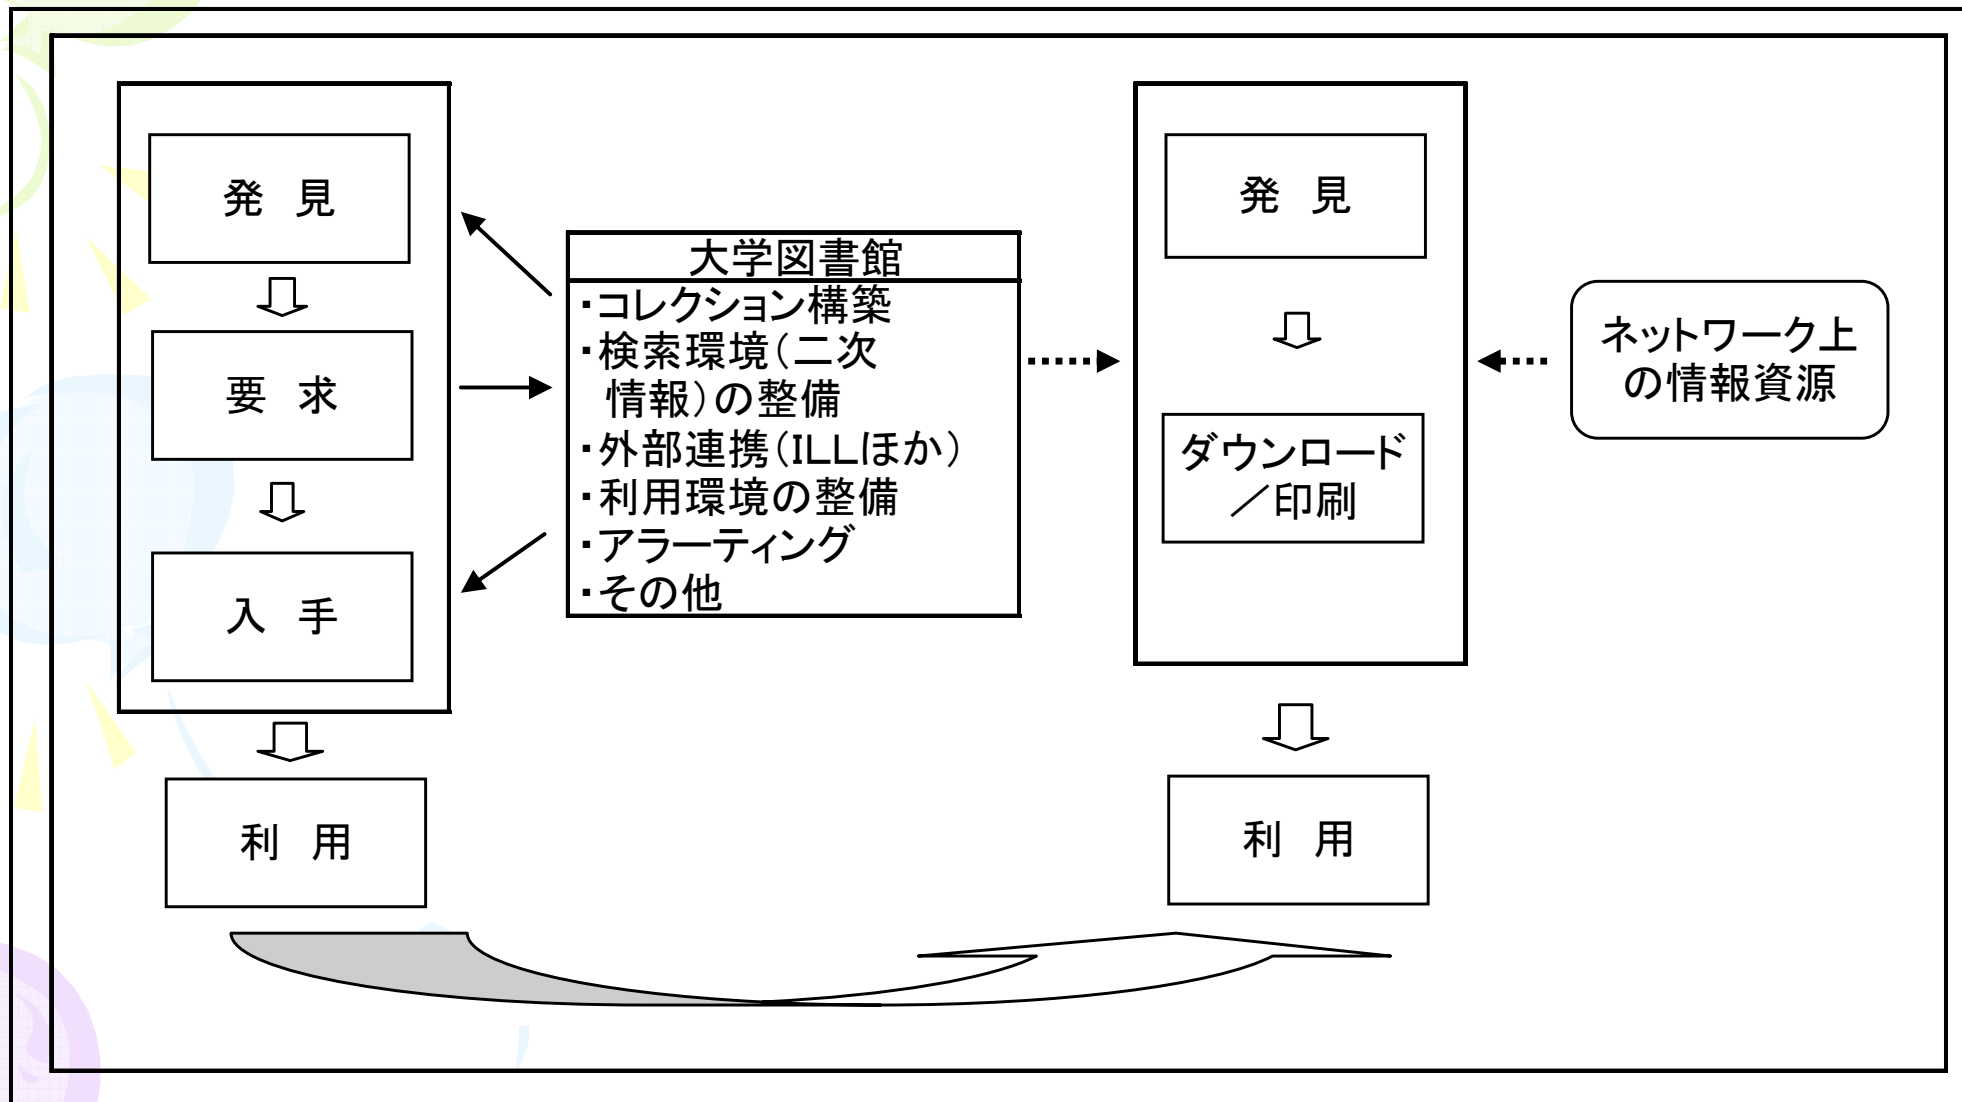 発　見
要　求
入　手
利　用
大学図書館
・コレクション構築
・検索環境（二次
情報）の整備
・外部連携（ILLほか）
・利用環境の整備
・アラーティング
・その他
発　見
ダウンロード
／印刷
利　用
ネットワーク上
の情報資源